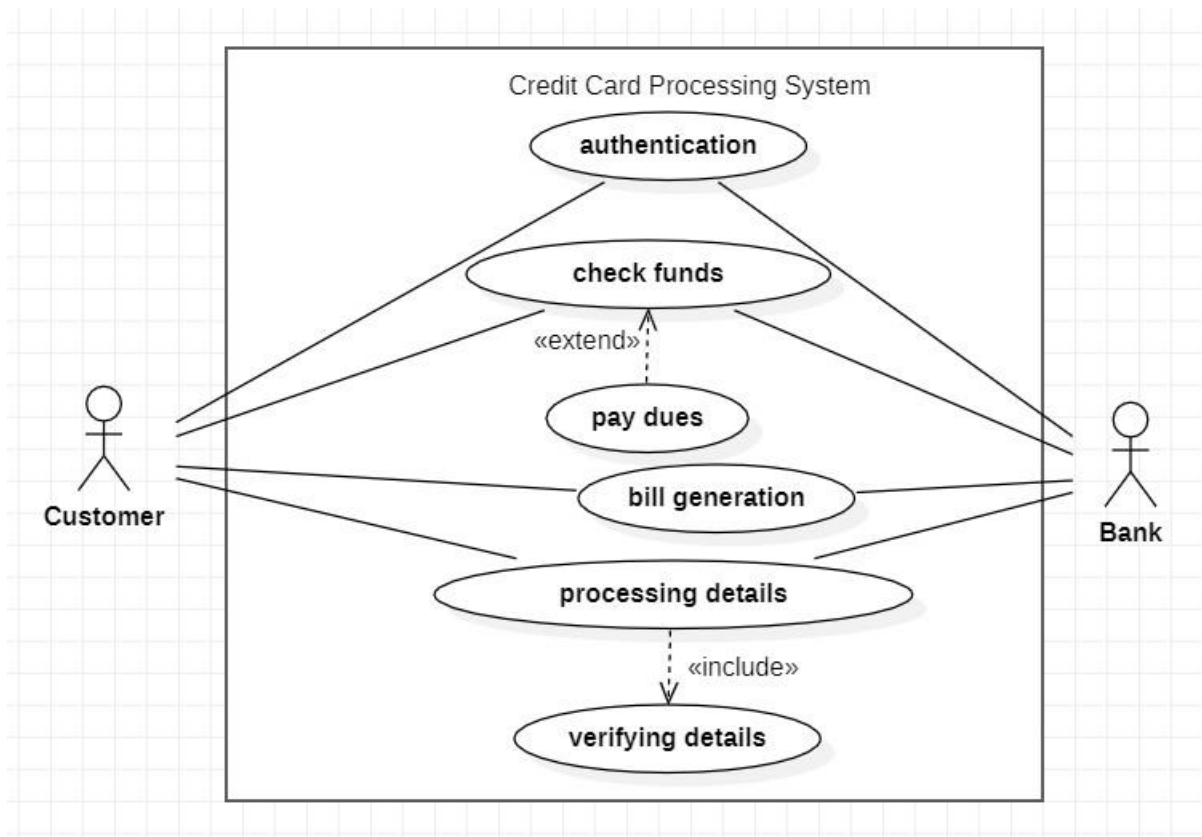 Credit Card Processing System
authentication
check funds
«extend»
pay dues
bill generation
Customer
Bank
processing details
«include»
verifying details